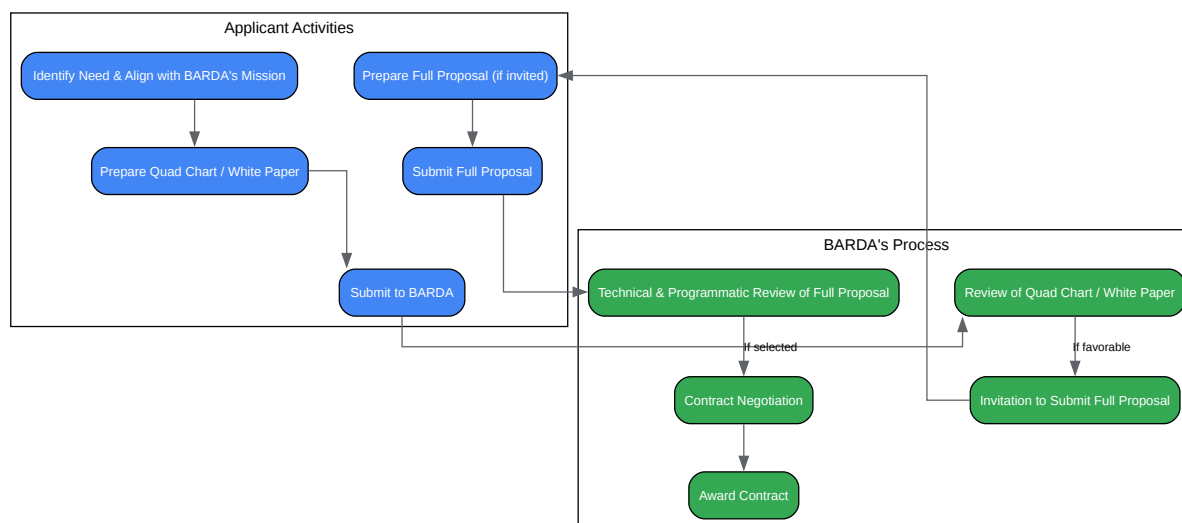 Applicant Activities
Identify Need & Align with BARDA's Mission
Prepare Full Proposal (if invited)
Prepare Quad Chart / White Paper
Submit Full Proposal
Submit to BARDA
BARDA's Process
Technical & Programmatic Review of Full Proposal
Review of Quad Chart / White Paper
If selected
If favorable
Contract Negotiation
Invitation to Submit Full Proposal
Award Contract